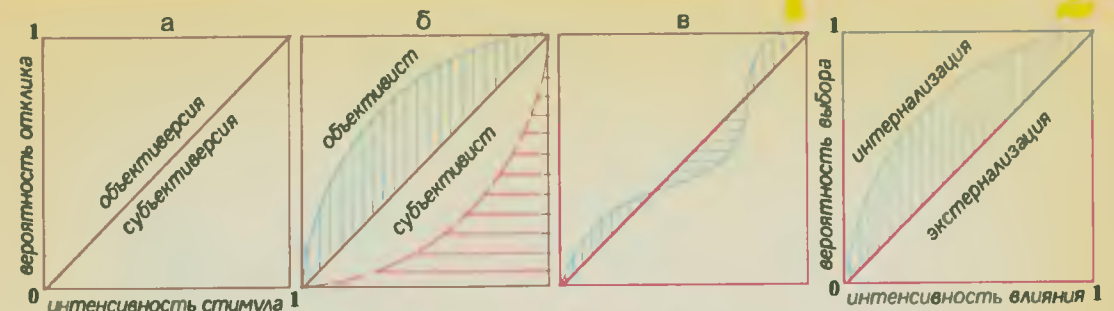 а
б
в
1
вероятность отклика
объективерсия
субъективерсия
0
интенсивность стимула
1
объективист
субъективист
1
вероятность выбора
интернализация
экстернализация
0
интенсивность влияния
1